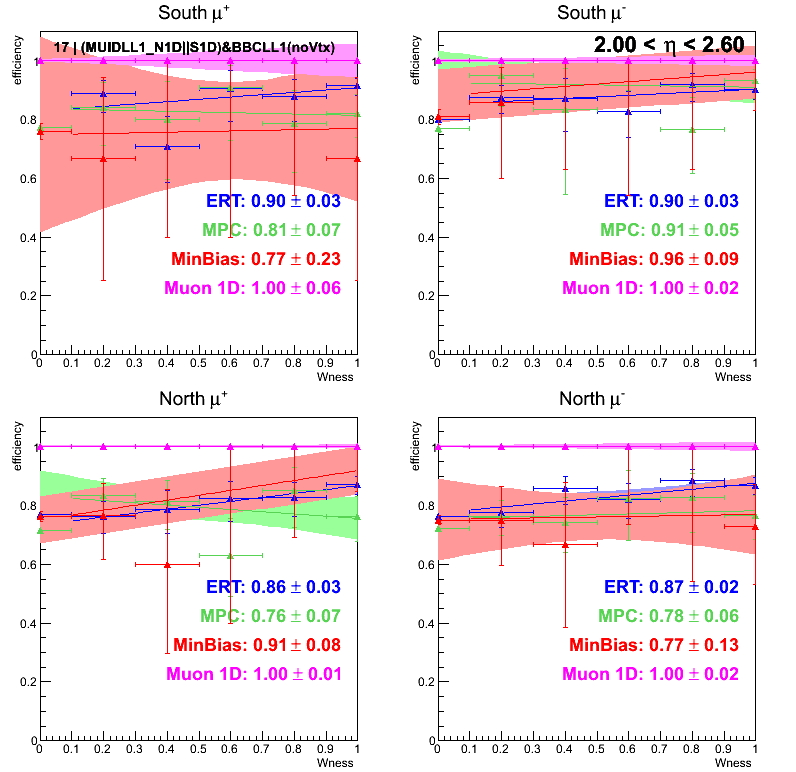 South μ+
South μ-
efficiency
17 | (MUIDLL1_N1D||S1D)&BBCLL1(noVtx)
1
0.8
0.6
0.4
0.2
0
ERT: 0.90 ± 0.03
MPC: 0.81 ± 0.07
MinBias: 0.77 ± 0.23
Muon 1D: 1.00 ± 0.06
0 0.1 0.2 0.3 0.4 0.5 0.6 0.7 0.8 0.9 1
Wness
efficiency
2.00 < η < 2.60
1
0.8
0.6
0.4
0.2
0
ERT: 0.90 ± 0.03
MPC: 0.91 ± 0.05
MinBias: 0.96 ± 0.09
Muon 1D: 1.00 ± 0.02
0 0.1 0.2 0.3 0.4 0.5 0.6 0.7 0.8 0.9 1
Wness
North μ+
North μ-
efficiency
1
0.8
0.6
0.4
0.2
0
ERT: 0.86 ± 0.03
MPC: 0.76 ± 0.07
MinBias: 0.91 ± 0.08
Muon 1D: 1.00 ± 0.01
0 0.1 0.2 0.3 0.4 0.5 0.6 0.7 0.8 0.9 1
Wness
efficiency
1
0.8
0.6
0.4
0.2
0
ERT: 0.87 ± 0.02
MPC: 0.78 ± 0.06
MinBias: 0.77 ± 0.13
Muon 1D: 1.00 ± 0.02
0 0.1 0.2 0.3 0.4 0.5 0.6 0.7 0.8 0.9 1
Wness